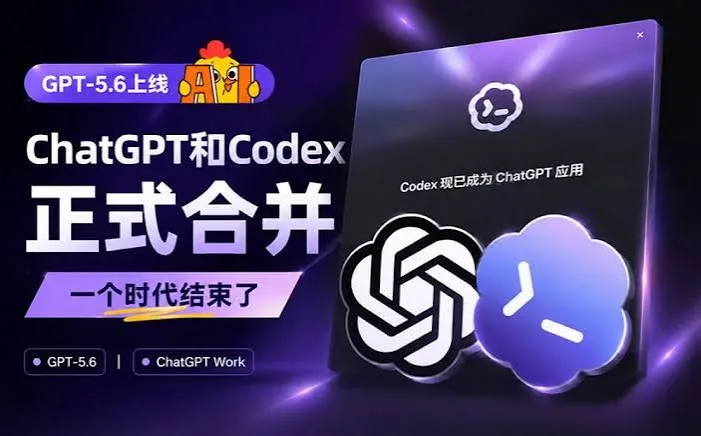 GPT-5.6上线
AI
ChatGPT和Codex
正式合并
一个时代结束了
GPT-5.6 | ChatGPT Work
Codex 现已成为 ChatGPT 应用